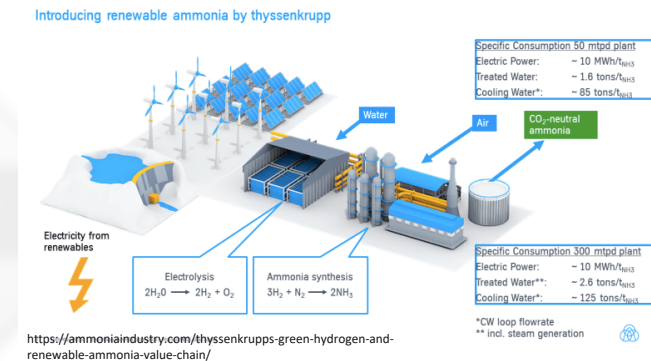 Introducing renewable ammonia by thyssenkrupp
Specific Consumption 50 mtpd plant
Electric Power: ~ 10 MWh/tNH3
Treated Water: ~ 1.6 tons/tNH3
Cooling Water*: ~ 85 tons/tNH3
Water
Air
CO₂-neutral
ammonia
Electricity from
renewables
Electrolysis
2H₂0 ⟶ 2H₂ + O₂
Ammonia synthesis
3H₂ + N₂ ⟶ 2NH₃
Specific Consumption 300 mtpd plant
Electric Power: ~ 10 MWh/tNH3
Treated Water**: ~ 2.6 tons/tNH3
Cooling Water*: ~ 125 tons/tNH3
*CW loop flowrate
** incl. steam generation
https://ammoniaindustry.com/thyssenkrupps-green-hydrogen-and-
renewable-ammonia-value-chain/